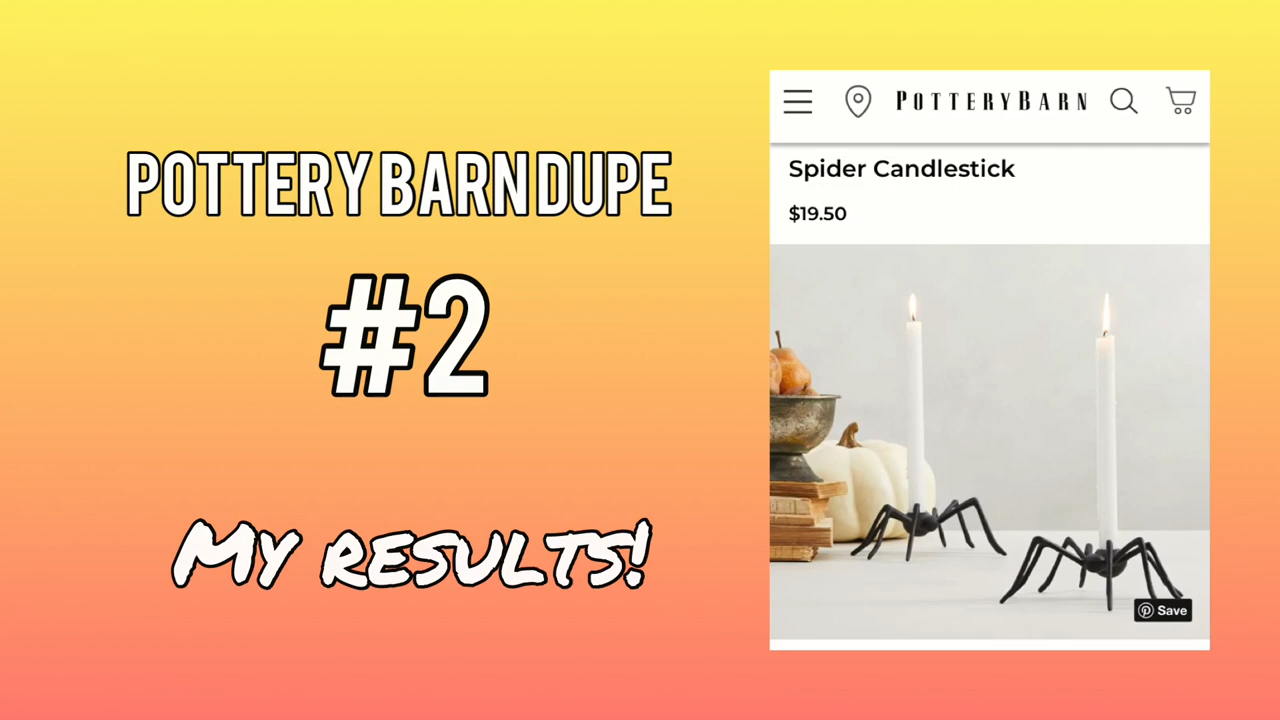 POTTERY BARN DUPE
#2
MY RESULTS!
POTTERYBARN
Spider Candlestick
$19.50
Save